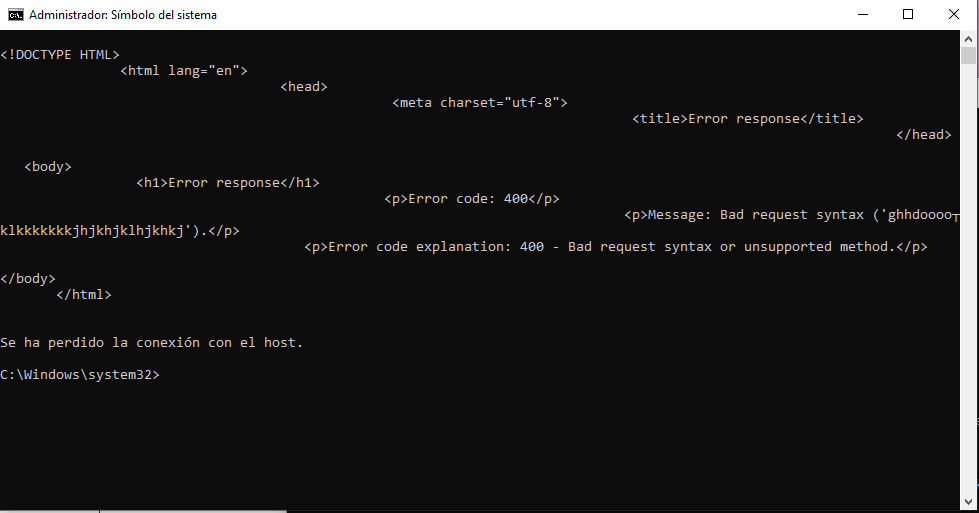 Administrador: Símbolo del sistema
<!DOCTYPE HTML>
<html lang="en">
<head>
<meta charset="utf-8">
<title>Error response</title>
</head>
<body>
<h1>Error response</h1>
<p>Error code: 400</p>
<p>Message: Bad request syntax ('ghhdoooo┬
klkkkkkkkjhjkhjklhjkhkj').</p>
<p>Error code explanation: 400 - Bad request syntax or unsupported method.</p>
</body>
</html>
Se ha perdido la conexión con el host.
C:\Windows\system32>